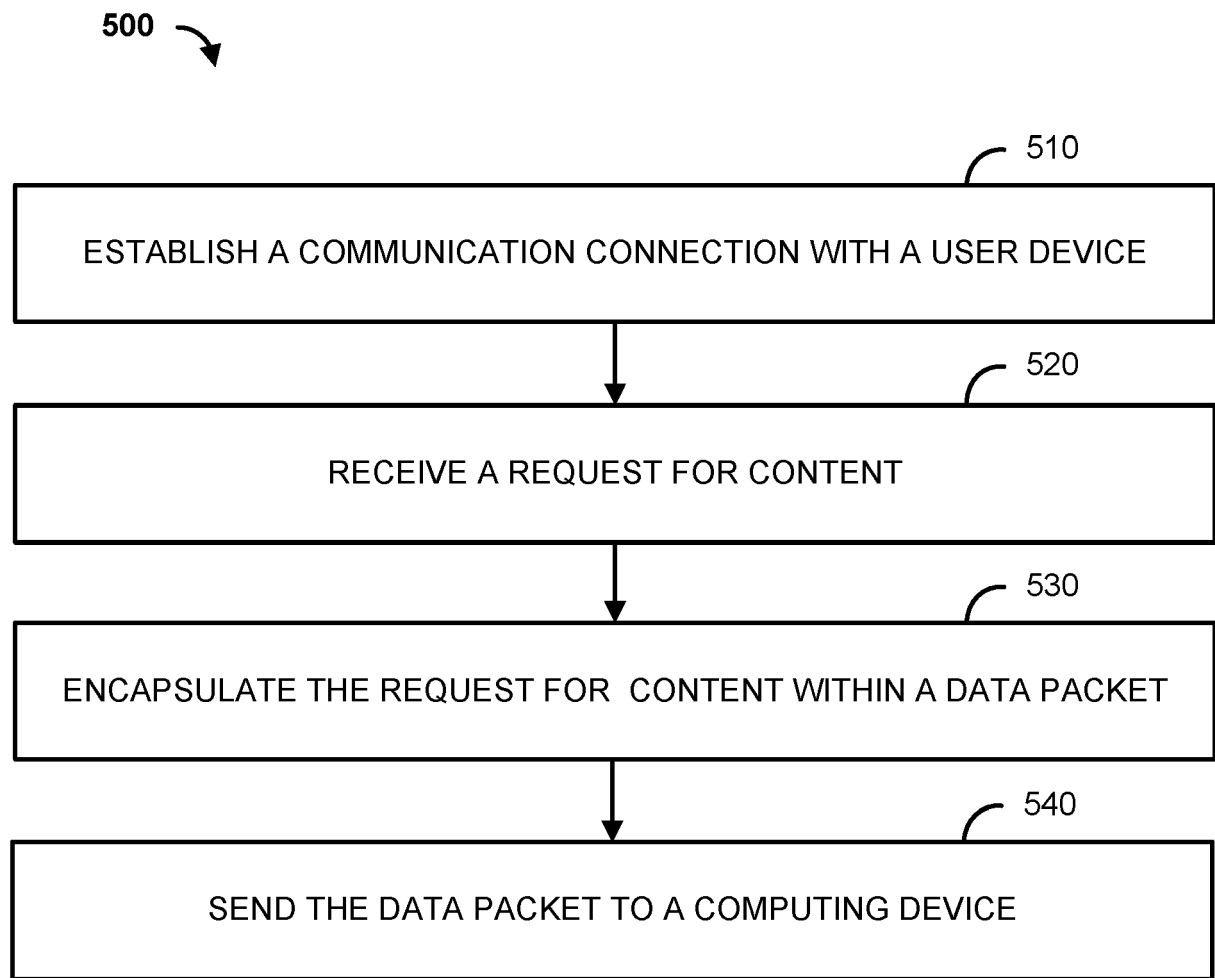 500
510
ESTABLISH A COMMUNICATION CONNECTION WITH A USER DEVICE
520
RECEIVE A REQUEST FOR CONTENT
530
ENCAPSULATE THE REQUEST FOR  CONTENT WITHIN A DATA PACKET
540
SEND THE DATA PACKET TO A COMPUTING DEVICE